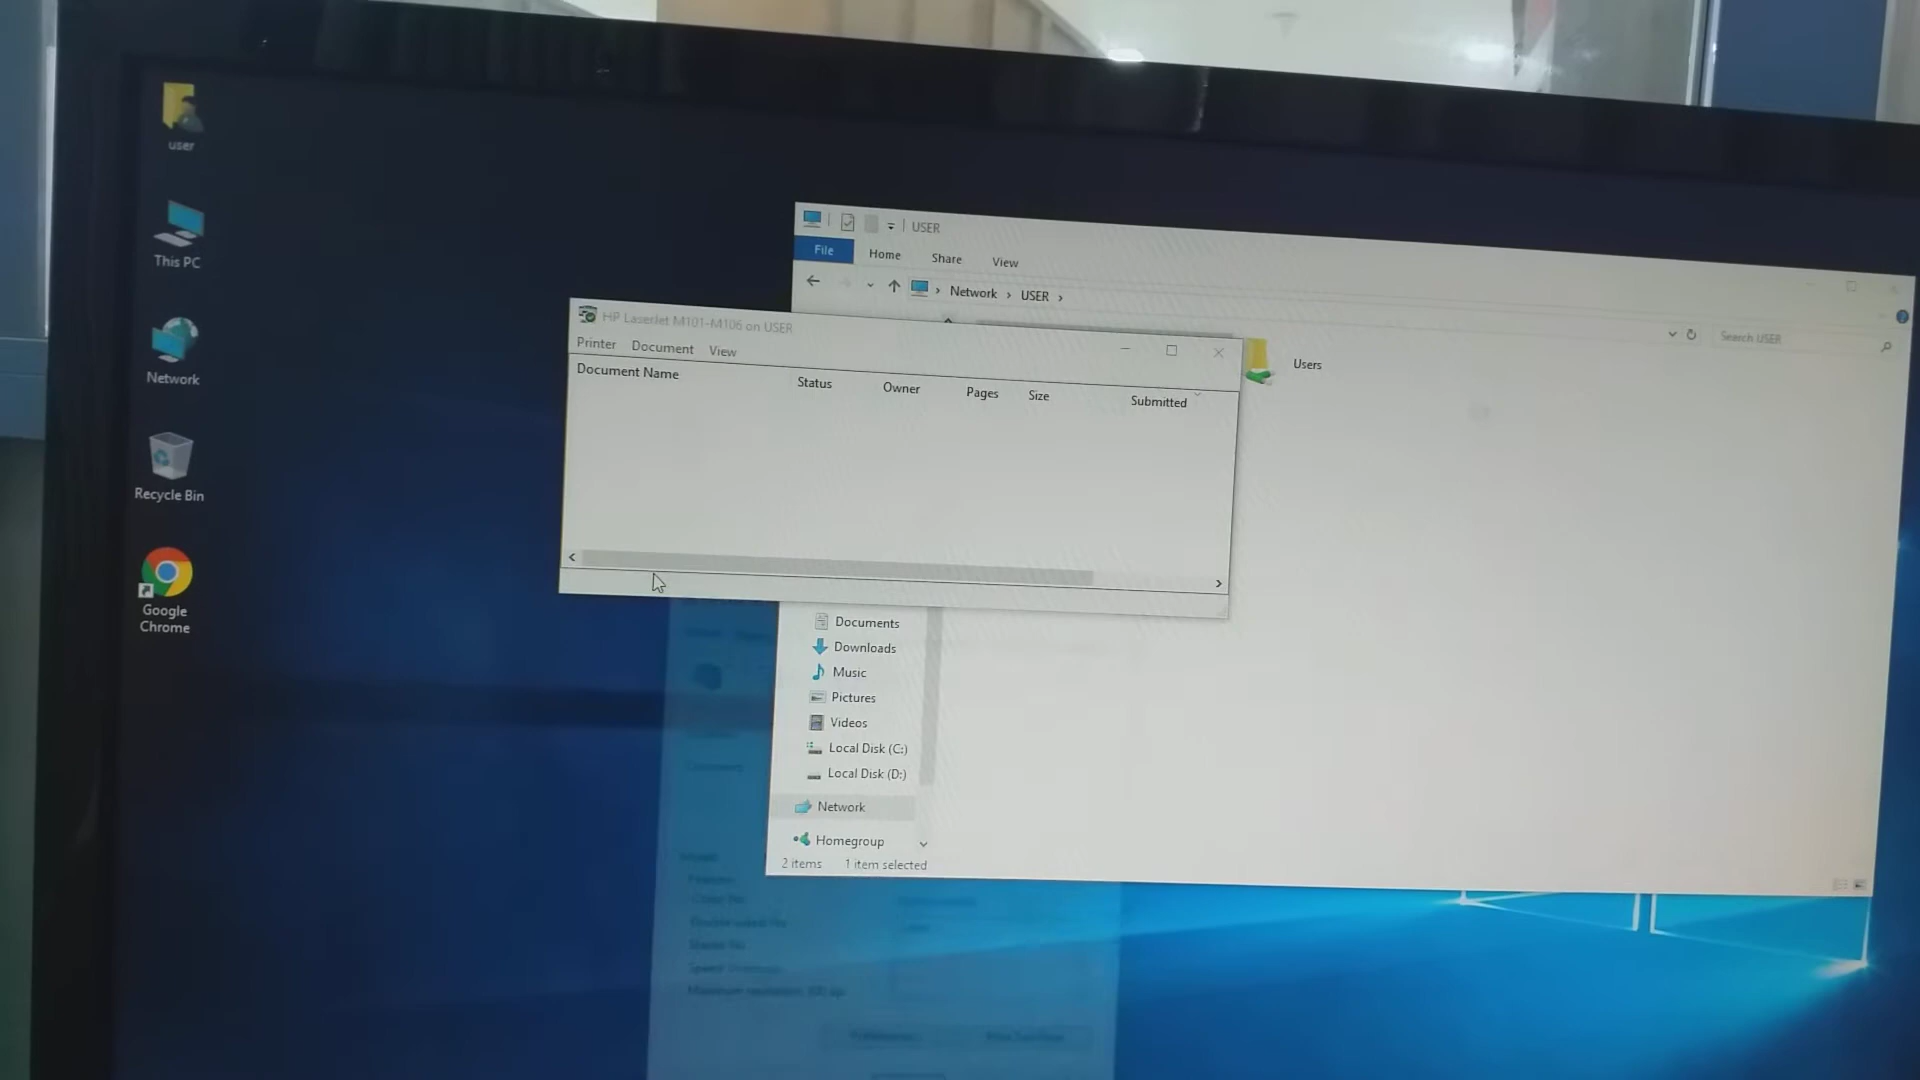 user
This PC
Network
Recycle Bin
Google
Chrome
USER
File Home Share View
Network › USER ›
Search USER
Users
HP LaserJet M101-M106 on USER
Printer Document View
Document Name Status Owner Pages Size Submitted
Documents
Downloads
Music
Pictures
Videos
Local Disk (C:)
Local Disk (D:)
Network
Homegroup
2 items 1 item selected